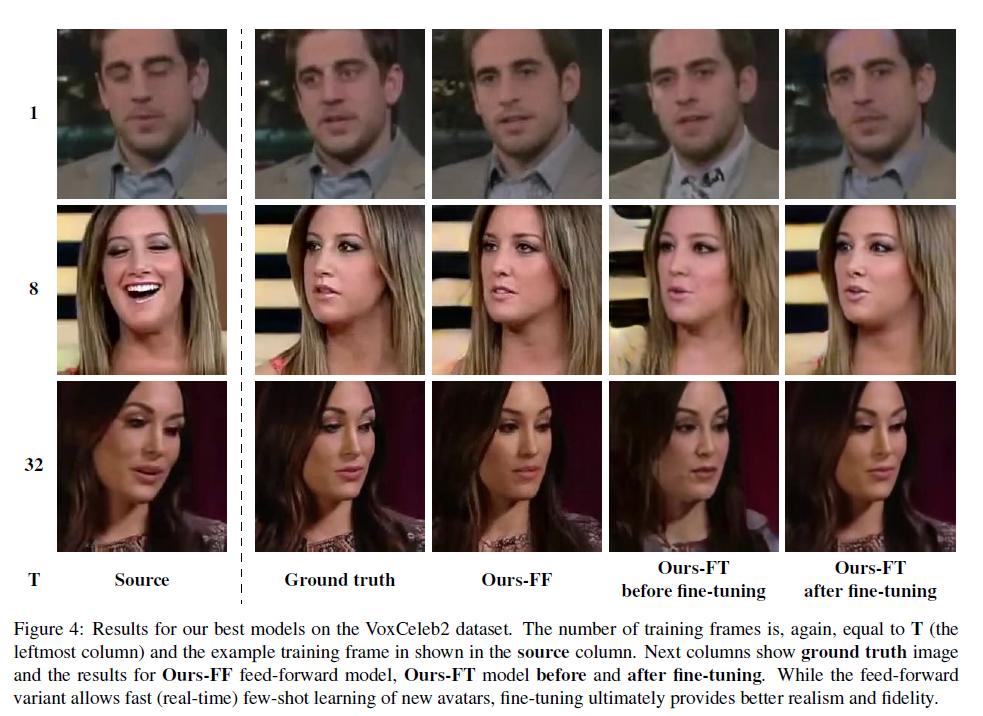 1
8
32
T Source Ground truth Ours-FF Ours-FT before fine-tuning Ours-FT after fine-tuning
Figure 4: Results for our best models on the VoxCeleb2 dataset. The number of training frames is, again, equal to T (the
leftmost column) and the example training frame in shown in the source column. Next columns show ground truth image
and the results for Ours-FF feed-forward model, Ours-FT model before and after fine-tuning. While the feed-forward
variant allows fast (real-time) few-shot learning of new avatars, fine-tuning ultimately provides better realism and fidelity.